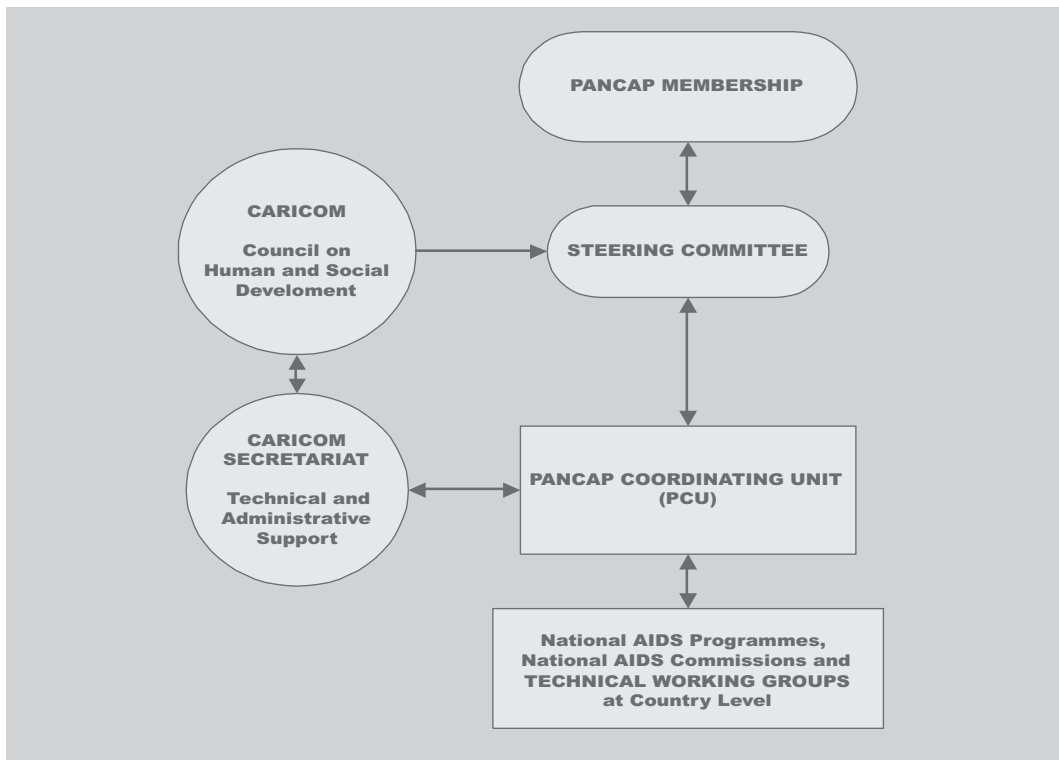 PANCAP MEMBERSHIP
CARICOM
Council on
Human and Social
Develoment
STEERING COMMITTEE
CARICOM
SECRETARIAT
Technical and
Administrative
Support
PANCAP COORDINATING UNIT
(PCU)
National AIDS Programmes,
National AIDS Commissions and
TECHNICAL WORKING GROUPS
at Country Level